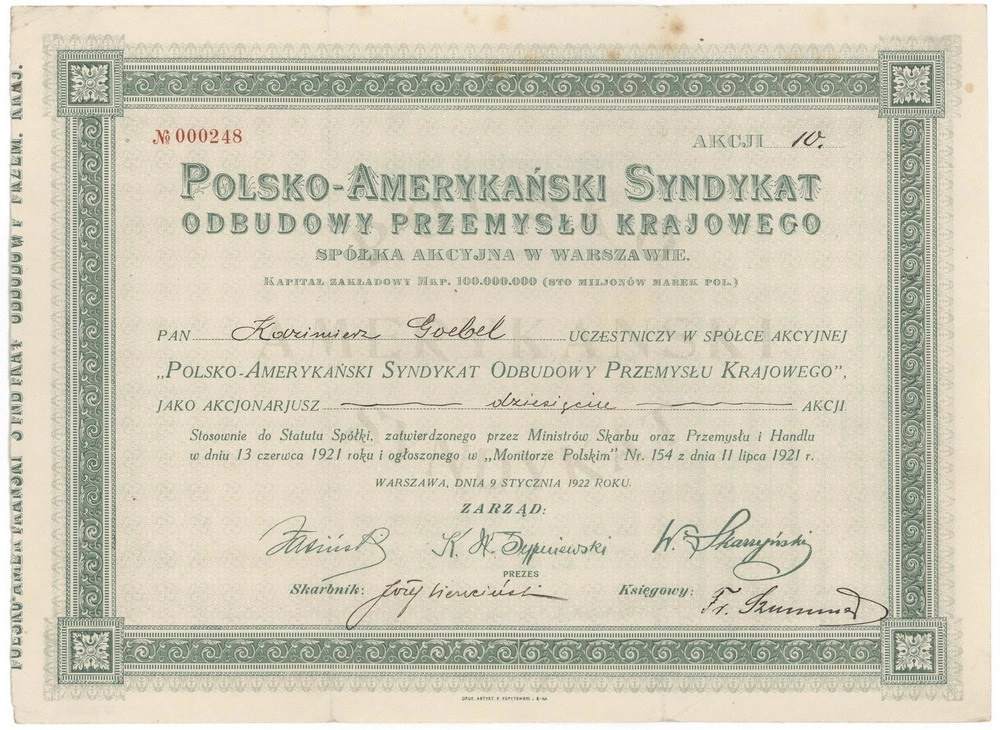 № 000248
AKCJI 10.
POLSKO-AMERYKAŃSKI SYNDYKAT
ODBUDOWY PRZEMYSŁU KRAJOWEGO
SPÓŁKA AKCYJNA W WARSZAWIE.
KAPITAŁ ZAKŁADOWY MKP. 100.000.000 (STO MILJONÓW MAREK POL.)
PAN Kazimierz Goebel UCZESTNICZY W SPÓŁCE AKCYJNEJ
„POLSKO-AMERYKAŃSKI SYNDYKAT ODBUDOWY PRZEMYSŁU KRAJOWEGO",
JAKO AKCJONARJUSZ dziesięciu AKCJI
Stosownie do Statutu Spółki, zatwierdzonego przez Ministrów Skarbu oraz Przemysłu i Handlu
w dniu 13 czerwca 1921 roku i ogłoszonego w „Monitorze Polskim" Nr. 154 z dnia 11 lipca 1921 r.
WARSZAWA, DNIA 9 STYCZNIA 1922 ROKU.
ZARZĄD:
W. Skarzyński
PREZES
Skarbnik: Księgowy:
POLSKO-AMERYKAŃSKI SYNDYKAT ODBUDOWY PRZEM. KRAJ.